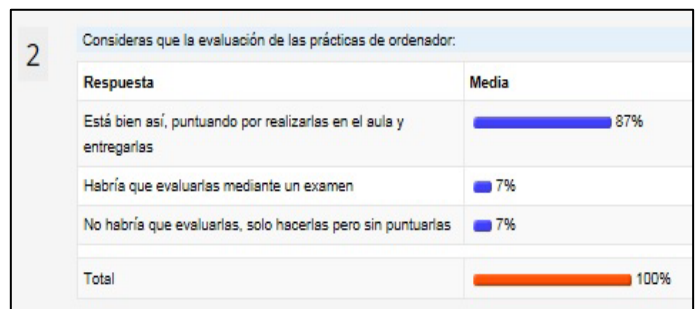 2
Consideras que la evaluación de las prácticas de ordenador:
Respuesta Media
Está bien así, puntuando por realizarlas en el aula y
entregarlas
87%
Habría que evaluarlas mediante un examen 7%
No habría que evaluarlas, solo hacerlas pero sin puntuarlas 7%
Total 100%